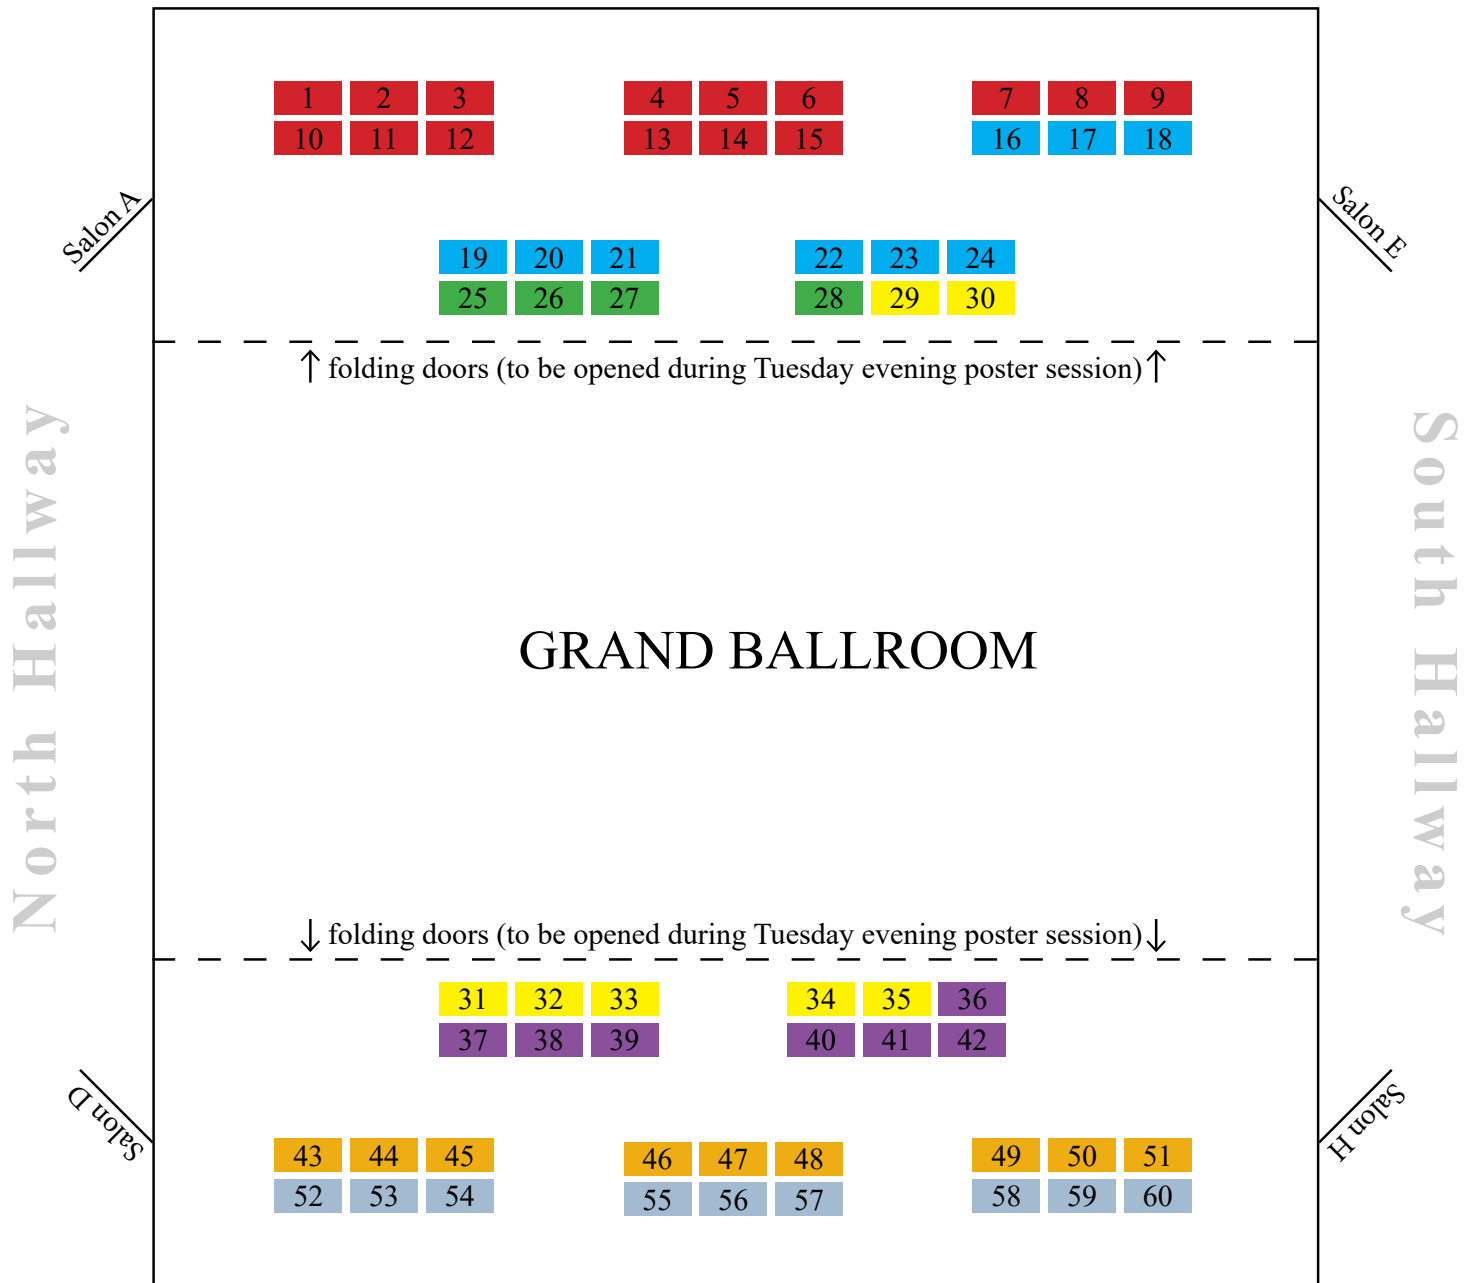 1 2 3 4 5 6 7 8 9
10 11 12 13 14 15 16 17 18
Salon A
Salon E
19 20 21 22 23 24
25 26 27 28 29 30
folding doors (to be opened during Tuesday evening poster session)
North Hallway
South Hallway
GRAND BALLROOM
folding doors (to be opened during Tuesday evening poster session)
31 32 33 34 35 36
37 38 39 40 41 42
Salon D
Salon H
43 44 45 46 47 48 49 50 51
52 53 54 55 56 57 58 59 60